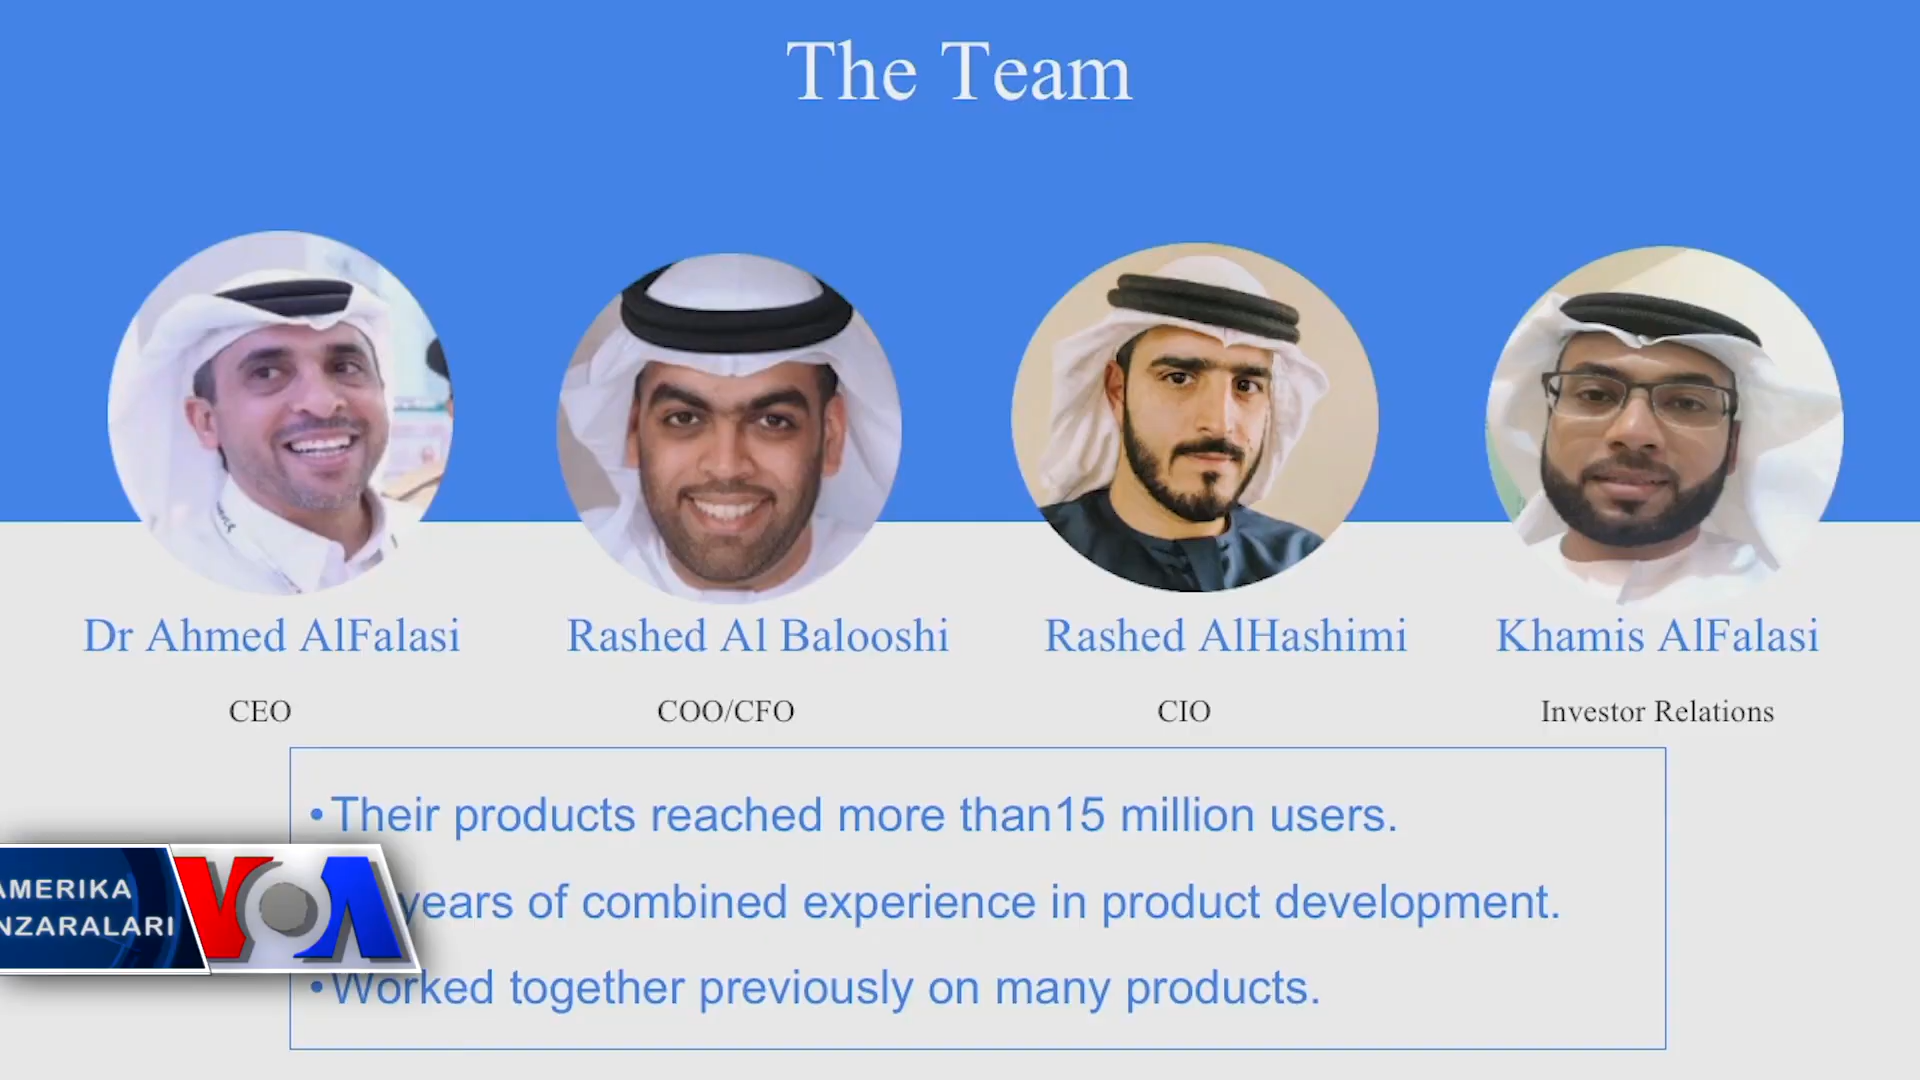 The Team
Dr Ahmed AlFalasi
Rashed Al Balooshi
Rashed AlHashimi
Khamis AlFalasi
CEO
COO/CFO
CIO
Investor Relations
•Their products reached more than15 million users.
years of combined experience in product development.
•Worked together previously on many products.
AMERIKA
NZARALARI
VOA